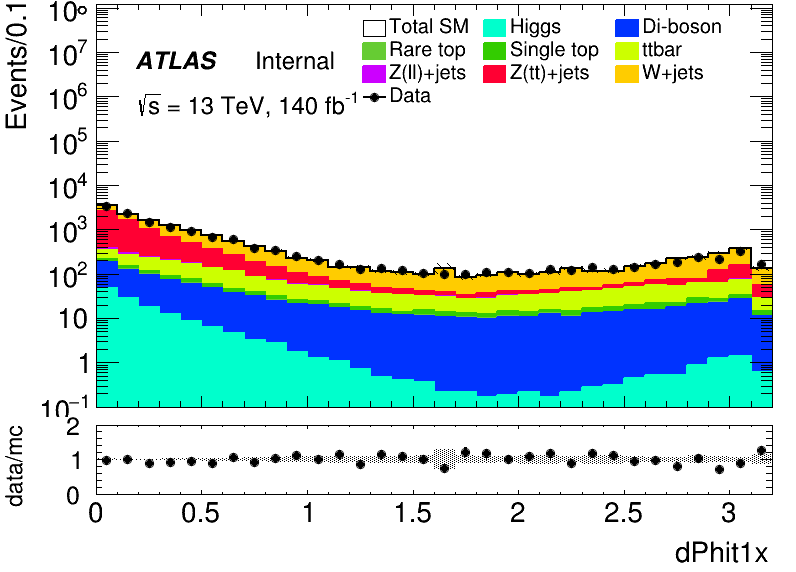 Events/0.1
10⁸
10⁷
10⁶
10⁵
10⁴
10³
10²
10
1
10⁻¹
ATLAS Internal
√s = 13 TeV, 140 fb⁻¹
Total SM Higgs Di-boson
Rare top Single top ttbar
Z(ll)+jets Z(tt)+jets W+jets
Data
data/mc
2
1
0
0 0.5 1 1.5 2 2.5 3
dPhit1x